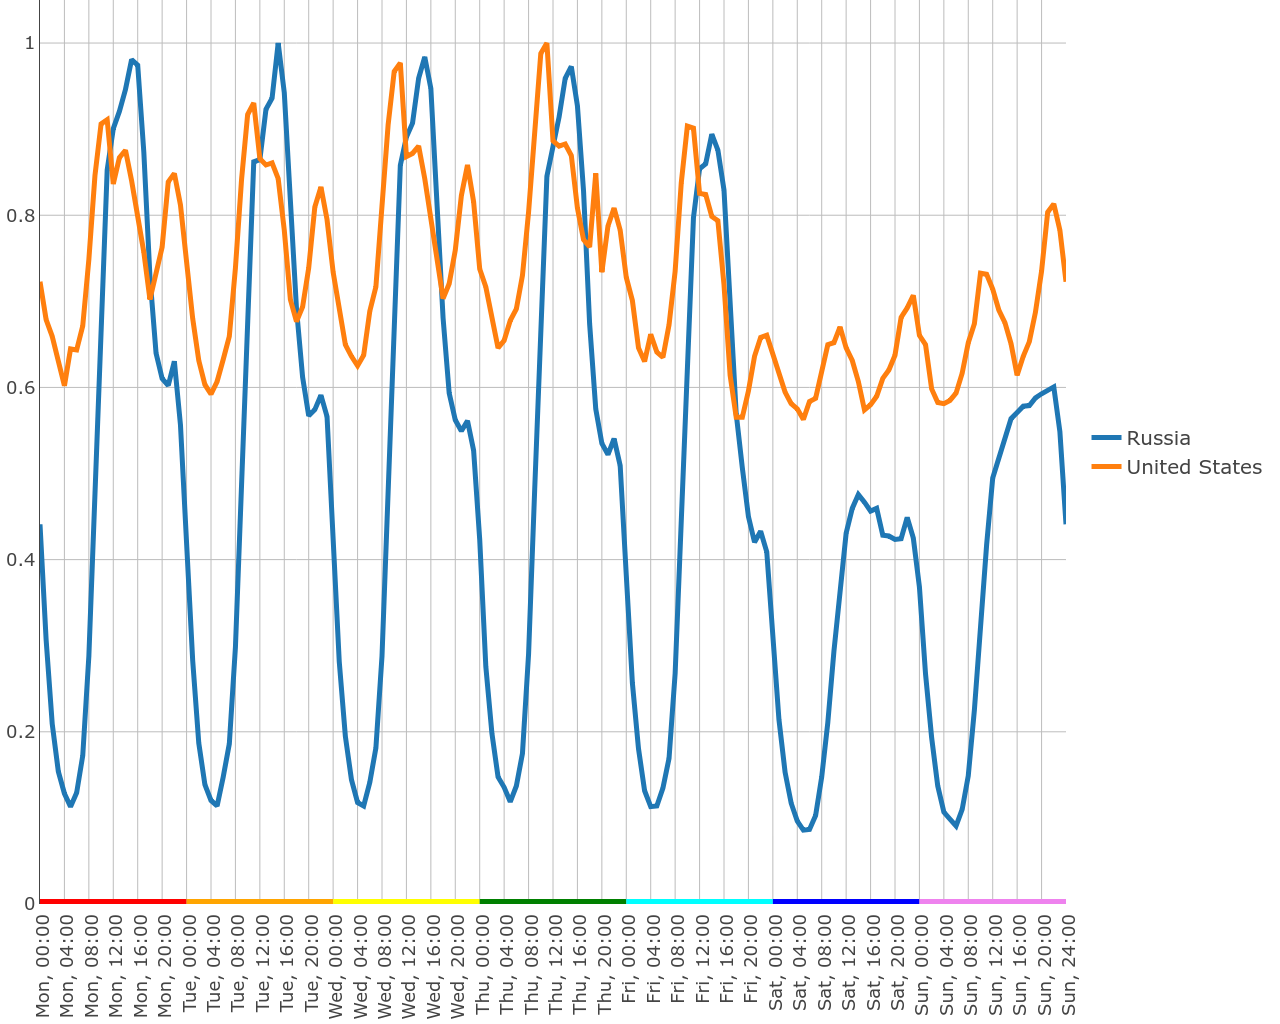 1
0.8
0.6
0.4
0.2
0
Mon, 00:00
Mon, 04:00
Mon, 08:00
Mon, 12:00
Mon, 16:00
Mon, 20:00
Tue, 00:00
Tue, 04:00
Tue, 08:00
Tue, 12:00
Tue, 16:00
Tue, 20:00
Wed, 00:00
Wed, 04:00
Wed, 08:00
Wed, 12:00
Wed, 16:00
Wed, 20:00
Thu, 00:00
Thu, 04:00
Thu, 08:00
Thu, 12:00
Thu, 16:00
Thu, 20:00
Fri, 00:00
Fri, 04:00
Fri, 08:00
Fri, 12:00
Fri, 16:00
Fri, 20:00
Sat, 00:00
Sat, 04:00
Sat, 08:00
Sat, 12:00
Sat, 16:00
Sat, 20:00
Sun, 00:00
Sun, 04:00
Sun, 08:00
Sun, 12:00
Sun, 16:00
Sun, 20:00
Sun, 24:00
Russia
United States